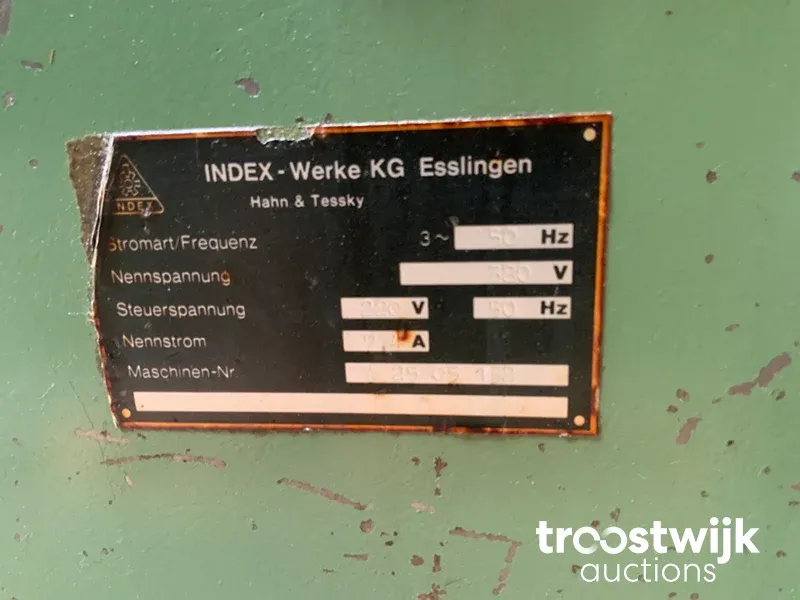 INDEX
INDEX - Werke KG Esslingen
Hahn & Tessky
Stromart/Frequenz 3~ 50 Hz
Nennspannung 380 V
Steuerspannung 220 V 50 Hz
Nennstrom A
Maschinen-Nr.
troostwijk
auctions